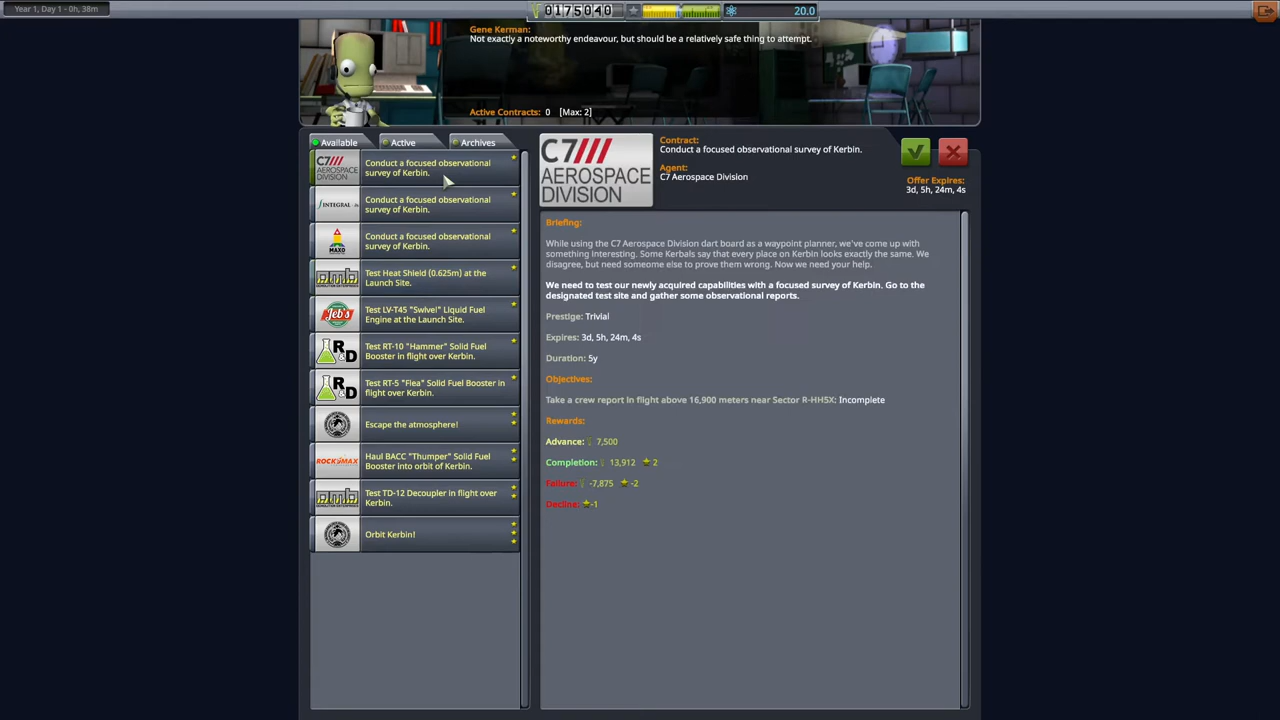 Year 1, Day 1 - 0h, 38m
0175040
20.0
Gene Kerman:
Not exactly a noteworthy endeavour, but should be a relatively safe thing to attempt.
Active Contracts: 0 [Max: 2]
Available
Active
Archives
C7 AEROSPACE DIVISION
Conduct a focused observational
survey of Kerbin.
INTEGRAL
Conduct a focused observational
survey of Kerbin.
MAXO
Conduct a focused observational
survey of Kerbin.
Test Heat Shield (0.625m) at the
Launch Site.
Jeb's
Test LV-T45 "Swivel" Liquid Fuel
Engine at the Launch Site.
R&D
Test RT-10 "Hammer" Solid Fuel
Booster in flight over Kerbin.
R&D
Test RT-5 "Flea" Solid Fuel Booster in
flight over Kerbin.
Escape the atmosphere!
ROCKOMAX
Haul BACC "Thumper" Solid Fuel
Booster into orbit of Kerbin.
Test TD-12 Decoupler in flight over
Kerbin.
Orbit Kerbin!
C7
AEROSPACE
DIVISION
Contract:
Conduct a focused observational survey of Kerbin.
Agent:
C7 Aerospace Division
Offer Expires:
3d, 5h, 24m, 4s
Briefing:
While using the C7 Aerospace Division dart board as a waypoint planner, we've come up with
something interesting. Some Kerbals say that every place on Kerbin looks exactly the same. We
disagree, but need someone else to prove them wrong. Now we need your help.
We need to test our newly acquired capabilities with a focused survey of Kerbin. Go to the
designated test site and gather some observational reports.
Prestige: Trivial
Expires: 3d, 5h, 24m, 4s
Duration: 5y
Objectives:
Take a crew report in flight above 16,900 meters near Sector R-HH5X: Incomplete
Rewards:
Advance: 7,500
Completion: 13,912 2
Failure: -7,875 -2
Decline: -1